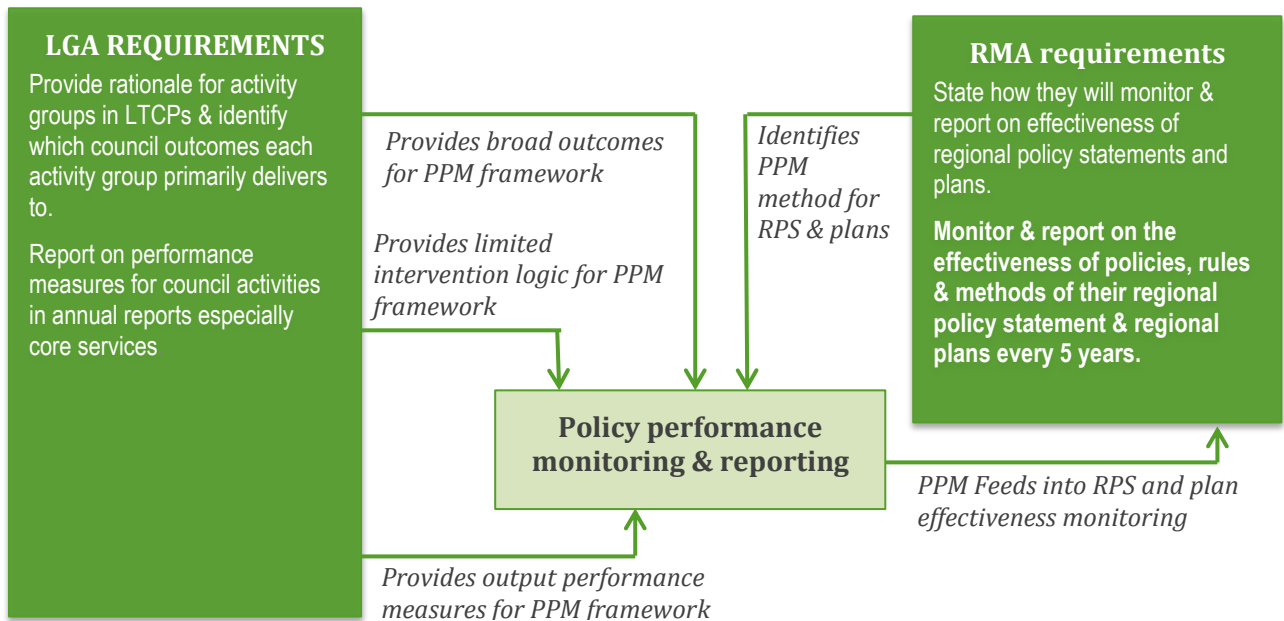 LGA REQUIREMENTS
Provide rationale for activity
groups in LTCPs & identify
which council outcomes each
activity group primarily delivers
to.
Report on performance
measures for council activities
in annual reports especially
core services
Provides broad outcomes
for PPM framework
Provides limited
intervention logic for PPM
framework
Identifies
PPM
method for
RPS & plans
RMA requirements
State how they will monitor &
report on effectiveness of
regional policy statements and
plans.
Monitor & report on the
effectiveness of policies, rules
& methods of their regional
policy statement & regional
plans every 5 years.
Policy performance
monitoring & reporting
PPM Feeds into RPS and plan
effectiveness monitoring
Provides output performance
measures for PPM framework